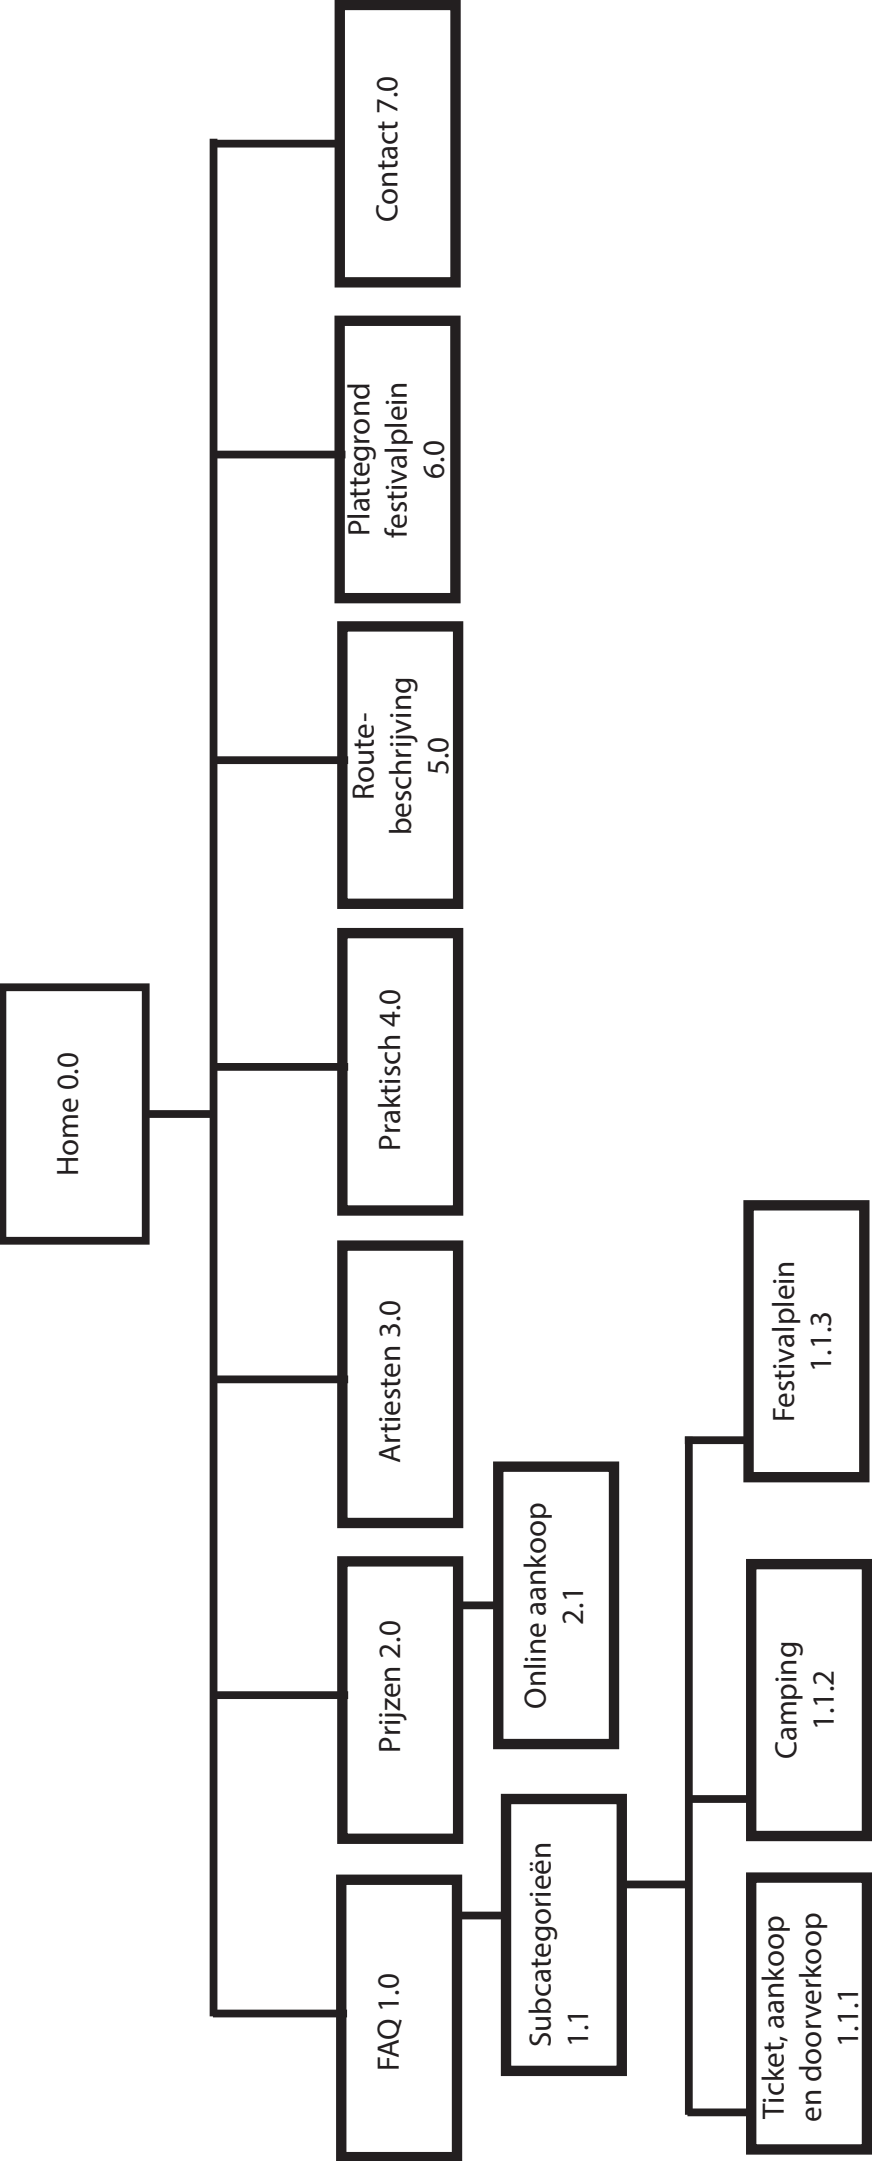 Home 0.0
FAQ 1.0
Prijzen 2.0
Artiesten 3.0
Praktisch 4.0
Route-
beschrijving
5.0
Plattegrond
festivalplein
6.0
Contact 7.0
Subcategorieën
1.1
Online aankoop
2.1
Ticket, aankoop
en doorverkoop
1.1.1
Camping
1.1.2
Festivalplein
1.1.3